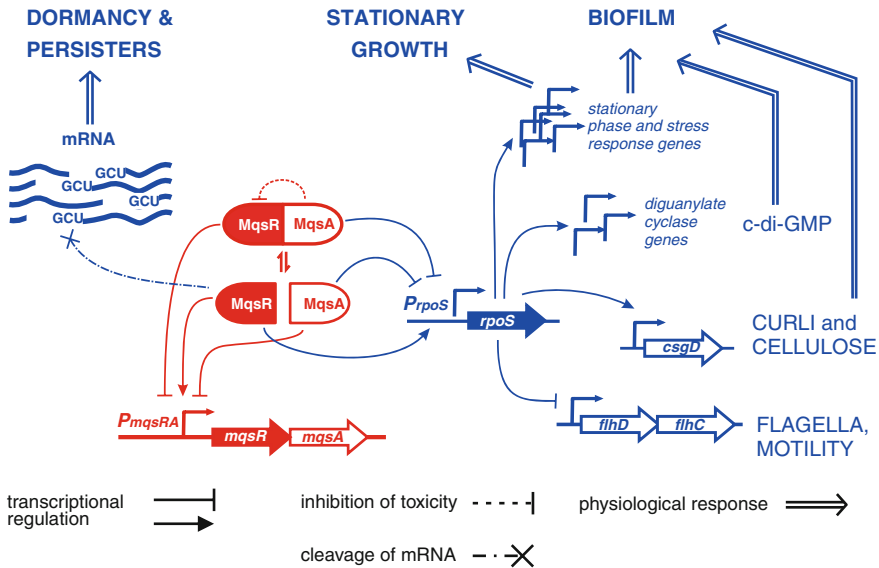 DORMANCY &
PERSISTERS
STATIONARY
GROWTH
BIOFILM
mRNA
GCU
GCU
GCU
GCU
stationary
phase and stress
response genes
MqsR
MqsA
diguanylate
cyclase
genes
c-di-GMP
MqsR
MqsA
PrpoS
rpoS
csgD
CURLI and
CELLULOSE
PmqsRA
mqsR
mqsA
flhD
flhC
FLAGELLA,
MOTILITY
transcriptional
regulation
inhibition of toxicity
physiological response
cleavage of mRNA